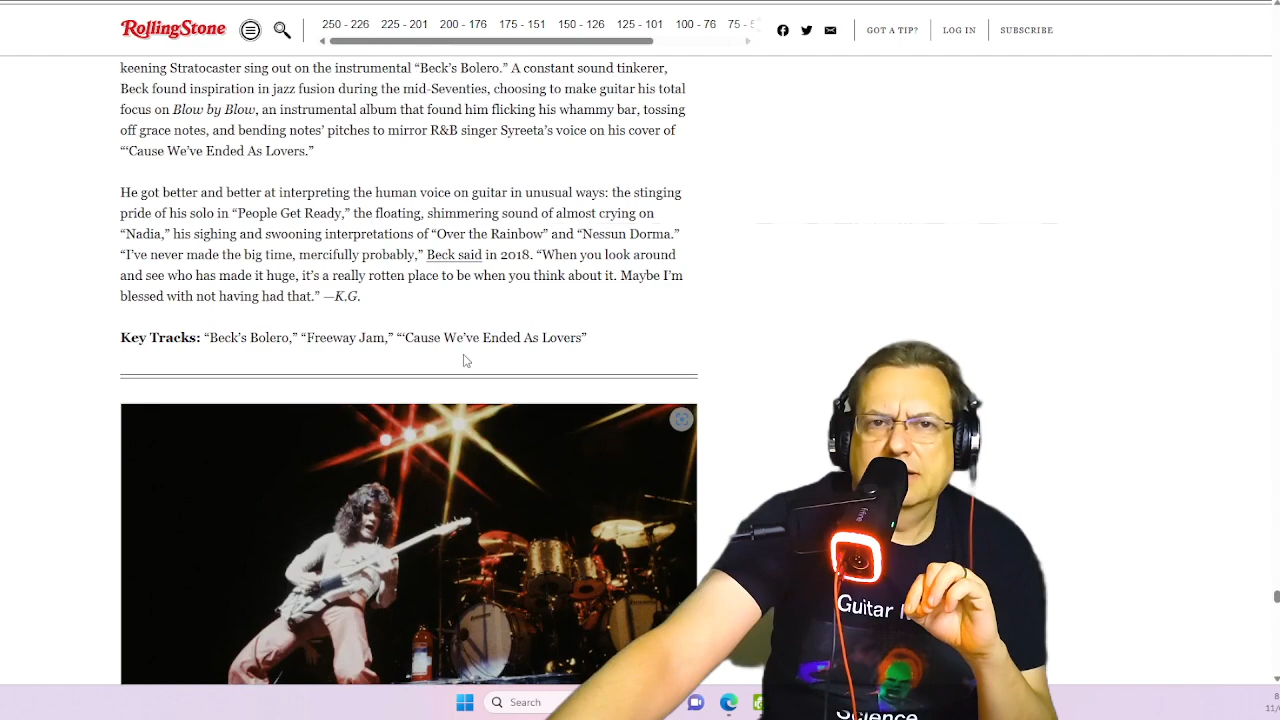 RollingStone
250 - 226 225 - 201 200 - 176 175 - 151 150 - 126 125 - 101 100 - 76 75 -
GOT A TIP? LOG IN SUBSCRIBE
keening Stratocaster sing out on the instrumental “Beck’s Bolero.” A constant sound tinkerer,
Beck found inspiration in jazz fusion during the mid-Seventies, choosing to make guitar his total
focus on Blow by Blow, an instrumental album that found him flicking his whammy bar, tossing
off grace notes, and bending notes’ pitches to mirror R&B singer Syreeta’s voice on his cover of
“‘Cause We’ve Ended As Lovers.”
He got better and better at interpreting the human voice on guitar in unusual ways: the stinging
pride of his solo in “People Get Ready,” the floating, shimmering sound of almost crying on
“Nadia,” his sighing and swooning interpretations of “Over the Rainbow” and “Nessun Dorma.”
“I’ve never made the big time, mercifully probably,” Beck said in 2018. “When you look around
and see who has made it huge, it’s a really rotten place to be when you think about it. Maybe I’m
blessed with not having had that.” —K.G.
Key Tracks: “Beck’s Bolero,” “Freeway Jam,” “‘Cause We’ve Ended As Lovers”
fifine
Guitar
Science
Search